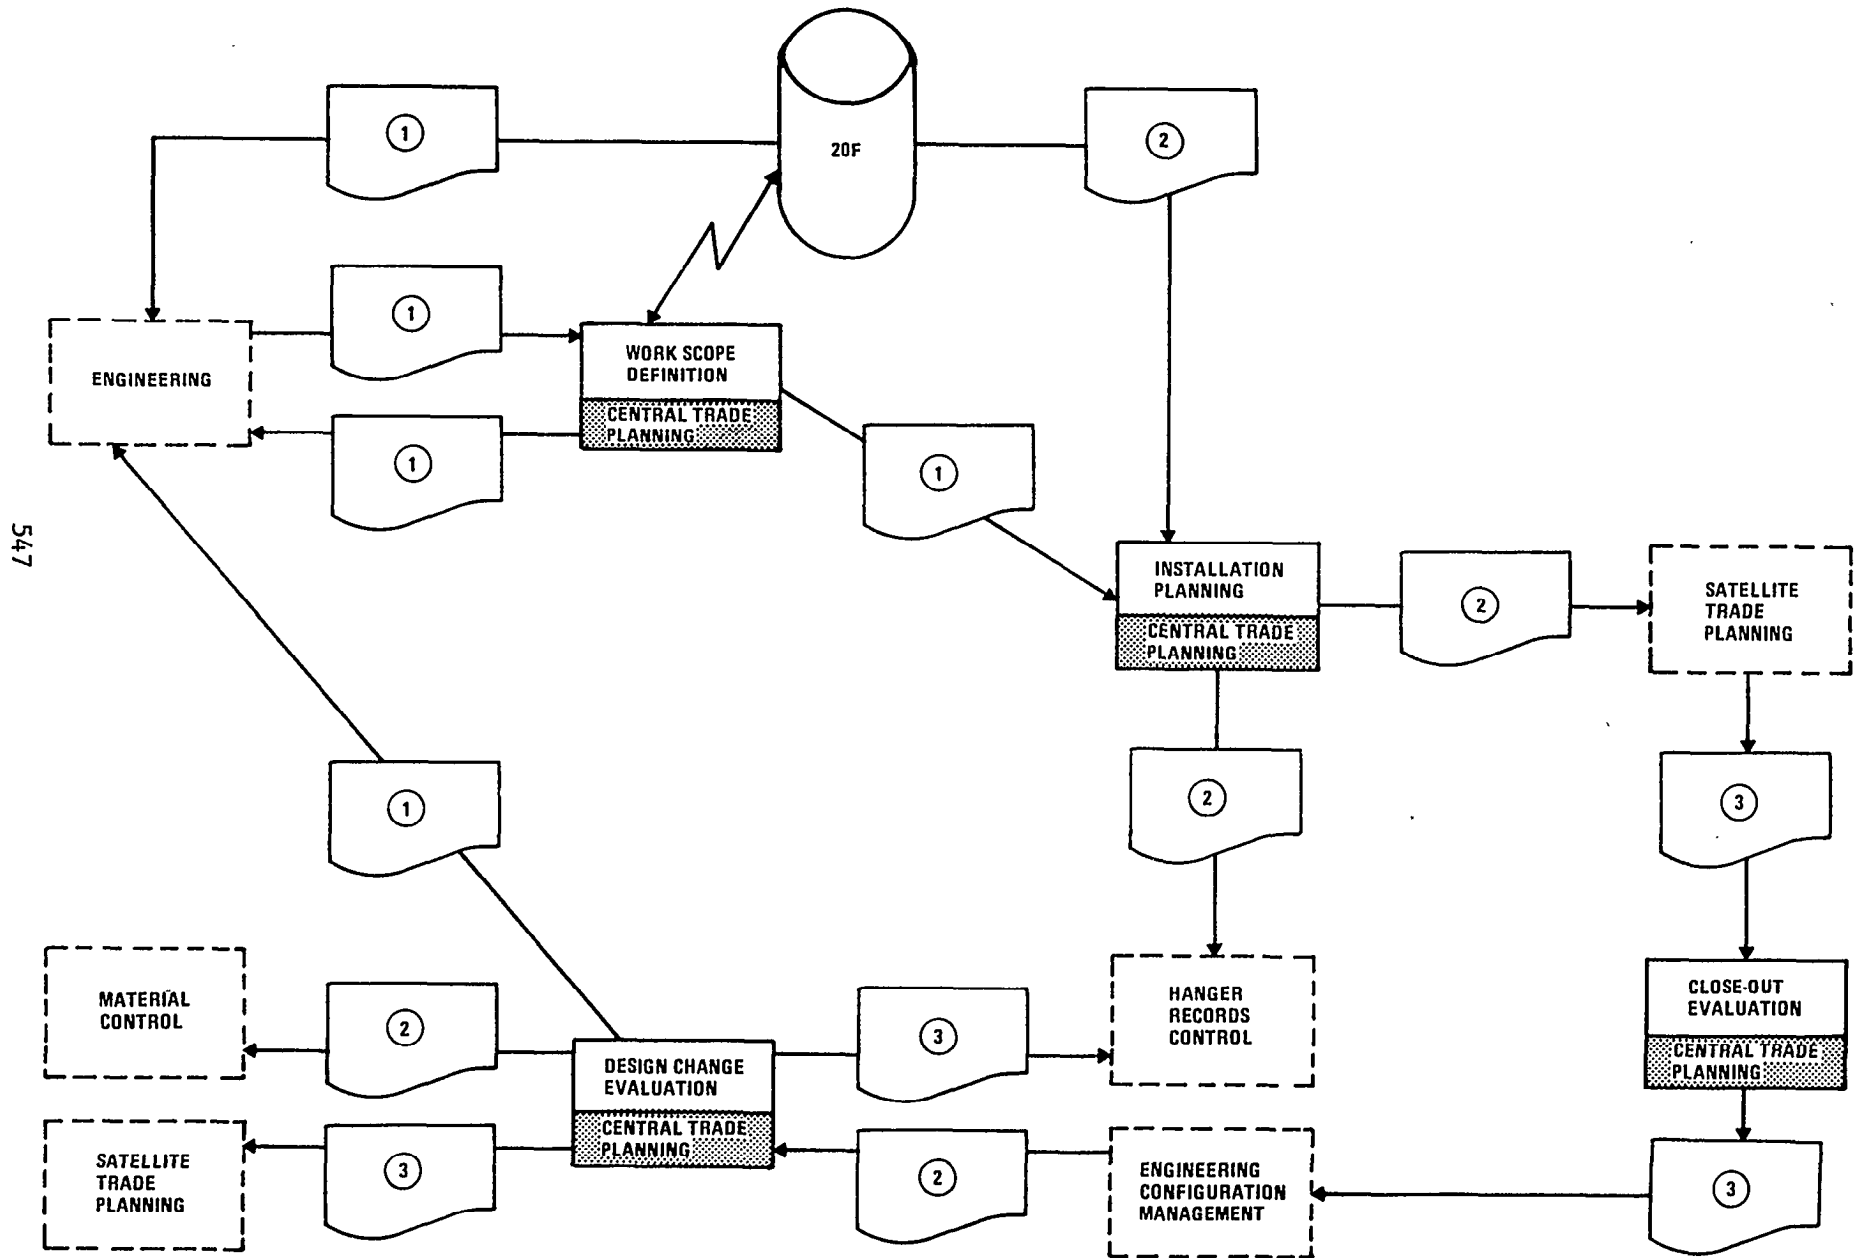 20F
1
2
1
ENGINEERING
WORK SCOPE
DEFINITION
CENTRAL TRADE
PLANNING
1
1
547
INSTALLATION
PLANNING
CENTRAL TRADE
PLANNING
2
SATELLITE
TRADE
PLANNING
1
2
3
MATERIAL
CONTROL
2
DESIGN CHANGE
EVALUATION
CENTRAL TRADE
PLANNING
3
HANGER
RECORDS
CONTROL
CLOSE-OUT
EVALUATION
CENTRAL TRADE
PLANNING
SATELLITE
TRADE
PLANNING
3
2
ENGINEERING
CONFIGURATION
MANAGEMENT
3